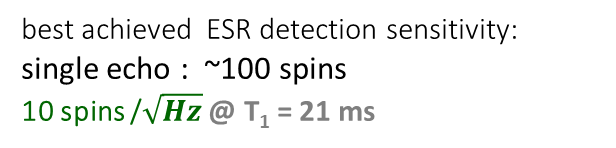 best achieved ESR detection sensitivity:
single echo : ~100 spins
10 spins/√Hz @ T₁ = 21 ms